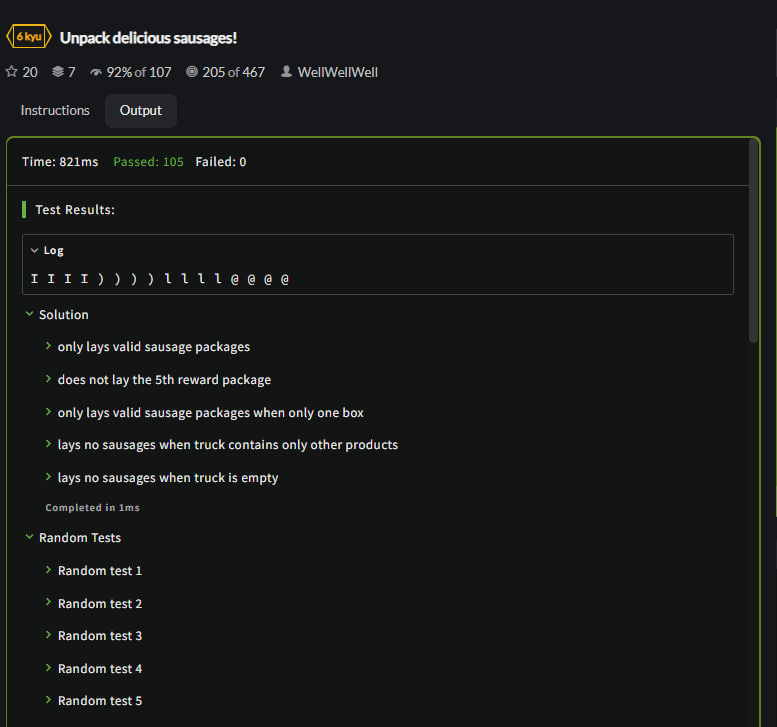 6 kyu Unpack delicious sausages!
20 7 92% of 107 205 of 467 WellWellWell
Instructions Output
Time: 821ms Passed: 105 Failed: 0
Test Results:
Log
I I I I ) ) ) ) l l l l @ @ @ @
Solution
only lays valid sausage packages
does not lay the 5th reward package
only lays valid sausage packages when only one box
lays no sausages when truck contains only other products
lays no sausages when truck is empty
Completed in 1ms
Random Tests
Random test 1
Random test 2
Random test 3
Random test 4
Random test 5